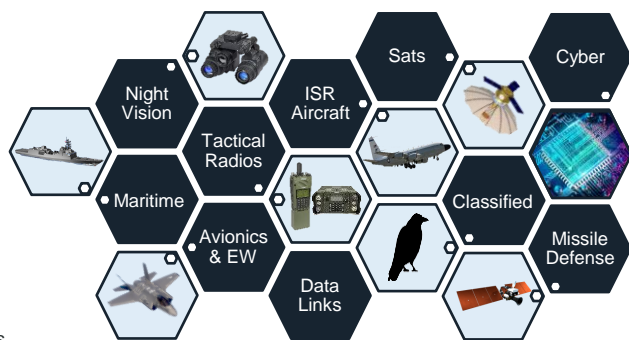 Night
Vision
ISR
Aircraft
Sats
Cyber
Tactical
Radios
Maritime
Classified
Avionics
& EW
Data
Links
Missile
Defense